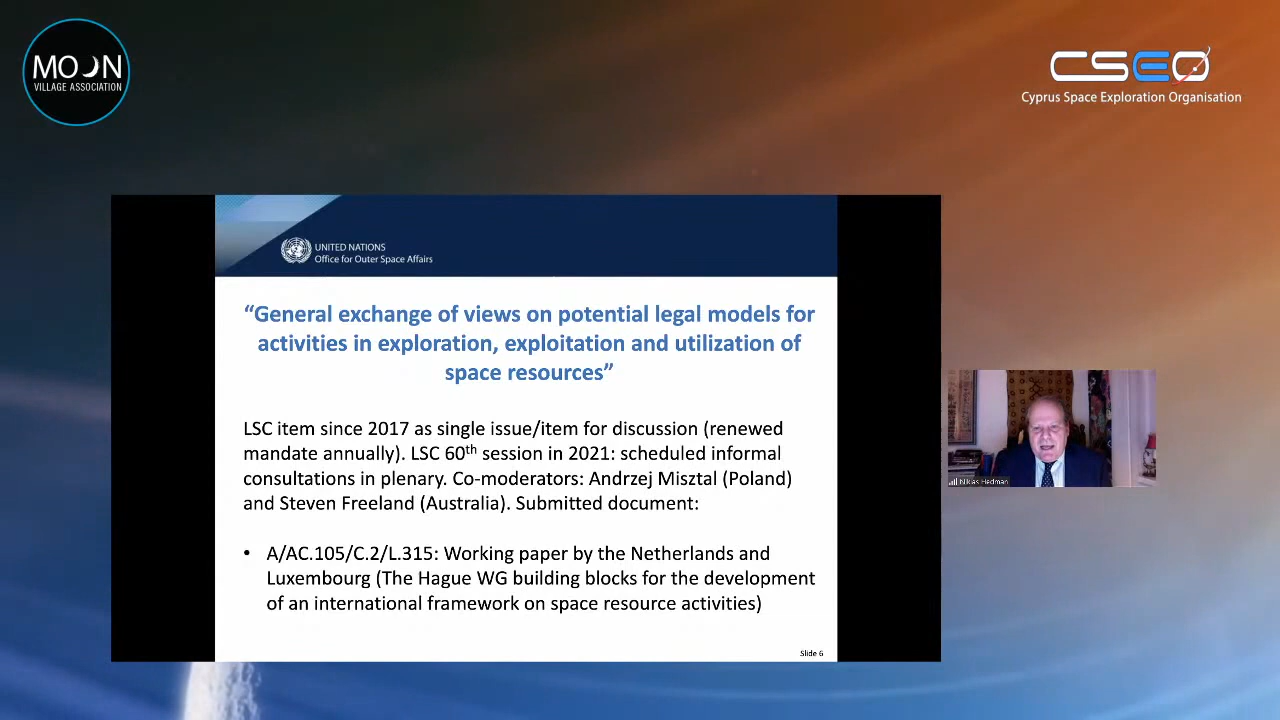 MOON
VILLAGE ASSOCIATION
CSEO
Cyprus Space Exploration Organisation
UNITED NATIONS
Office for Outer Space Affairs
“General exchange of views on potential legal models for
activities in exploration, exploitation and utilization of
space resources”
LSC item since 2017 as single issue/item for discussion (renewed
mandate annually). LSC 60th session in 2021: scheduled informal
consultations in plenary. Co-moderators: Andrzej Misztal (Poland)
and Steven Freeland (Australia). Submitted document:
• A/AC.105/C.2/L.315: Working paper by the Netherlands and
Luxembourg (The Hague WG building blocks for the development
of an international framework on space resource activities)
Slide 6
Niklas Hedman